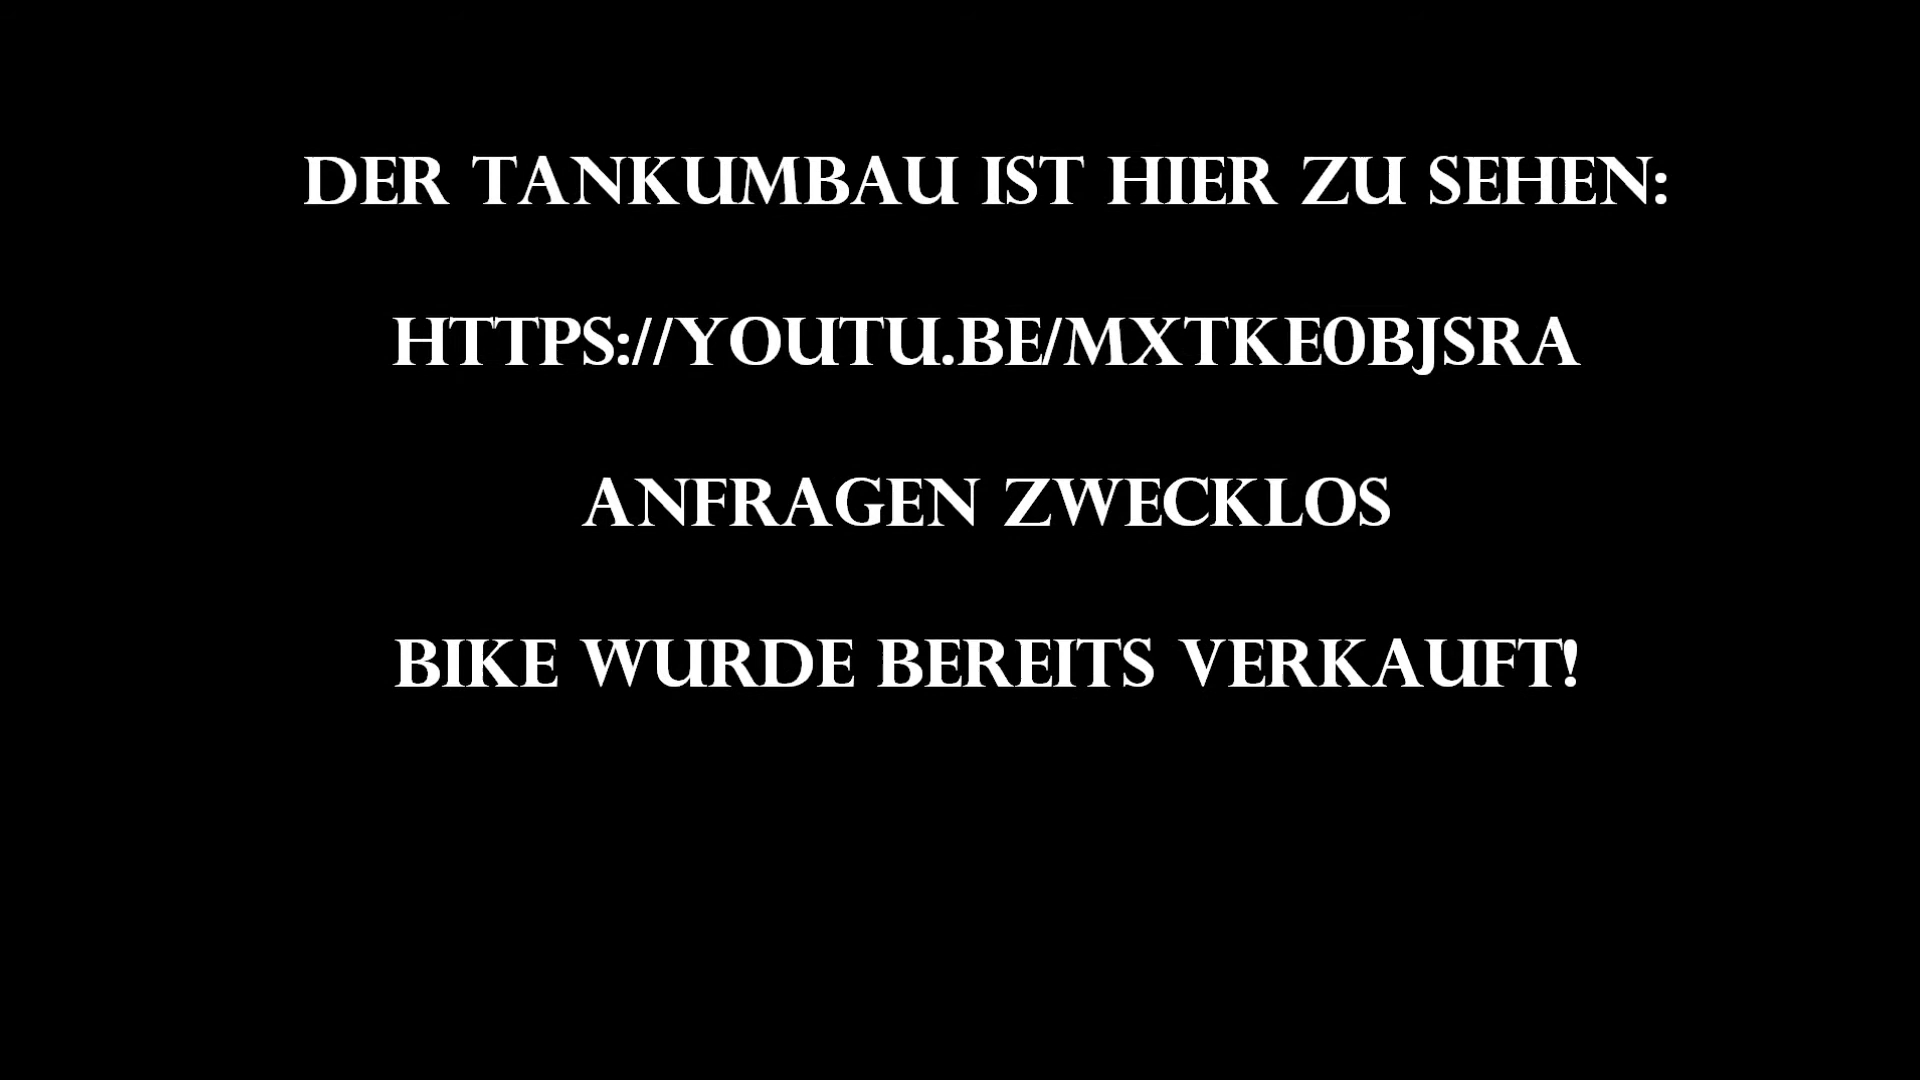 DER TANKUMBAU IST HIER ZU SEHEN:
HTTPS://YOUTU.BE/MXTKE0BJSRA
ANFRAGEN ZWECKLOS
BIKE WURDE BEREITS VERKAUFT!